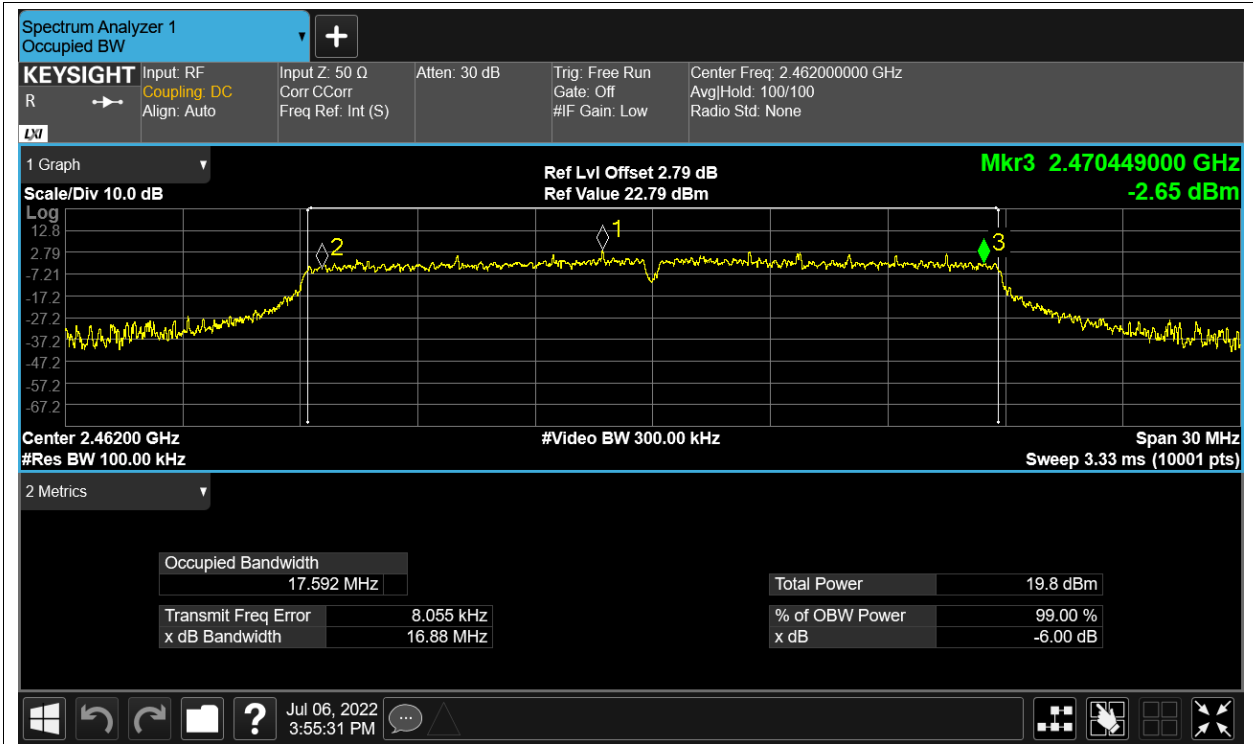 Spectrum Analyzer 1
Occupied BW
KEYSIGHT
R
LXI
Input: RF
Coupling: DC
Align: Auto
Input Z: 50 Ω
Corr CCorr
Freq Ref: Int (S)
Atten: 30 dB
Trig: Free Run
Gate: Off
#IF Gain: Low
Center Freq: 2.462000000 GHz
Avg|Hold: 100/100
Radio Std: None
1 Graph
Scale/Div 10.0 dB
Ref Lvl Offset 2.79 dB
Ref Value 22.79 dBm
Mkr3 2.470449000 GHz
-2.65 dBm
Log
12.8
2.79
-7.21
-17.2
-27.2
-37.2
-47.2
-57.2
-67.2
2
1
3
Center 2.46200 GHz
#Video BW 300.00 kHz
Span 30 MHz
#Res BW 100.00 kHz
Sweep 3.33 ms (10001 pts)
2 Metrics
Occupied Bandwidth
17.592 MHz
Transmit Freq Error 8.055 kHz
x dB Bandwidth 16.88 MHz
Total Power 19.8 dBm
% of OBW Power 99.00 %
x dB -6.00 dB
?
Jul 06, 2022
3:55:31 PM